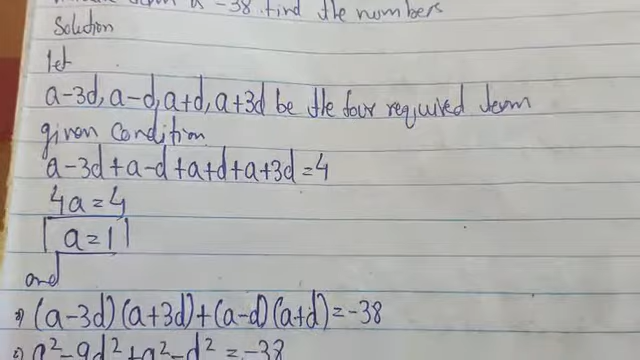 is -38 find the numbers
Solution
let
a-3d, a-d, a+d, a+3d be the four required term
given condition
a-3d+a-d+a+d+a+3d=4
4a=4
a=1
and
(a-3d)(a+3d)+(a-d)(a+d)=-38
a²-9d²+a²-d²=-38